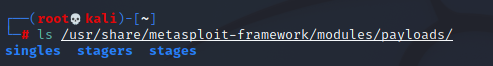 ┌──(root💀kali)-[~]
└─# ls /usr/share/metasploit-framework/modules/payloads/
singles  stagers  stages